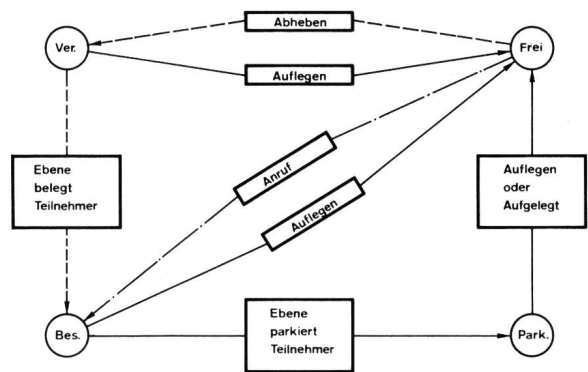 Abheben
Ver.
Frei
Auflegen
Ebene
belegt
Teilnehmer
Anruf
Auflegen
Auflegen
oder
Aufgelegt
Bes.
Ebene
parkiert
Teilnehmer
Park.